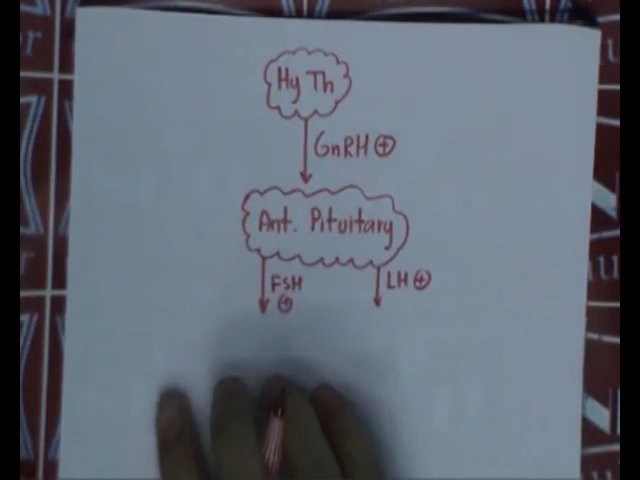 Hy Th
GnRH ⊕
Ant. Pituitary
FSH ⊕
LH ⊕